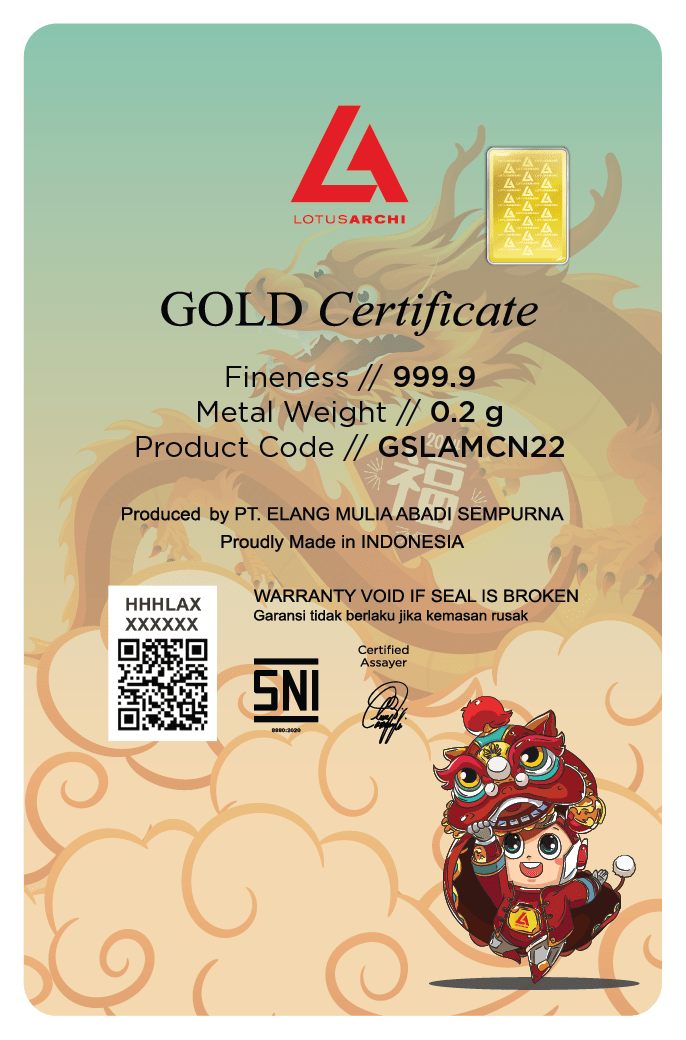 LOTUSARCHI
GOLD Certificate
Fineness // 999.9
Metal Weight // 0.2 g
Product Code // GSLAMCN22
福
Produced by PT. ELANG MULIA ABADI SEMPURNA
Proudly Made in INDONESIA
HHHLAX
XXXXXX
WARRANTY VOID IF SEAL IS BROKEN
Garansi tidak berlaku jika kemasan rusak
SNI
8880:2020
Certified
Assayer